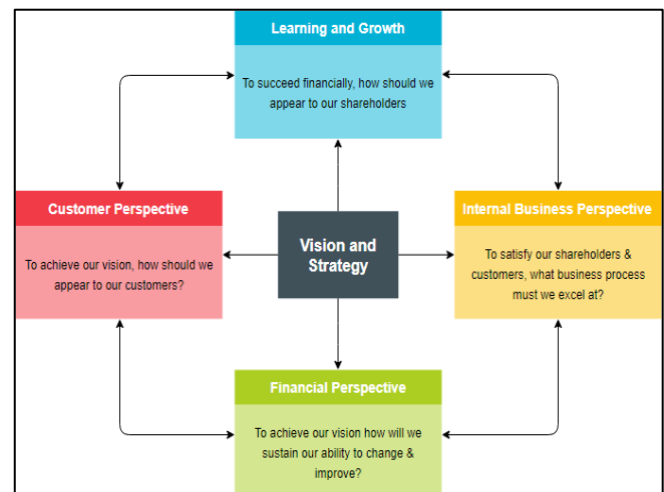 Learning and Growth
To succeed financially, how should we
appear to our shareholders
Customer Perspective
To achieve our vision, how should we
appear to our customers?
Vision and
Strategy
Internal Business Perspective
To satisfy our shareholders &
customers, what business process
must we excel at?
Financial Perspective
To achieve our vision how will we
sustain our ability to change &
improve?